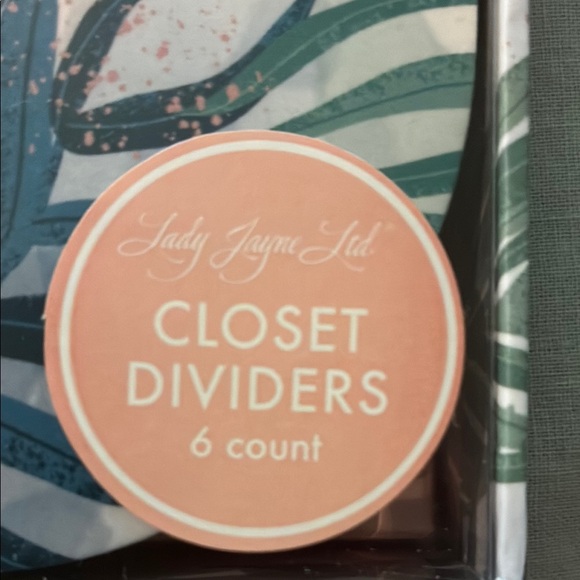 Lady Jayne Ltd.®
CLOSET
DIVIDERS
6 count